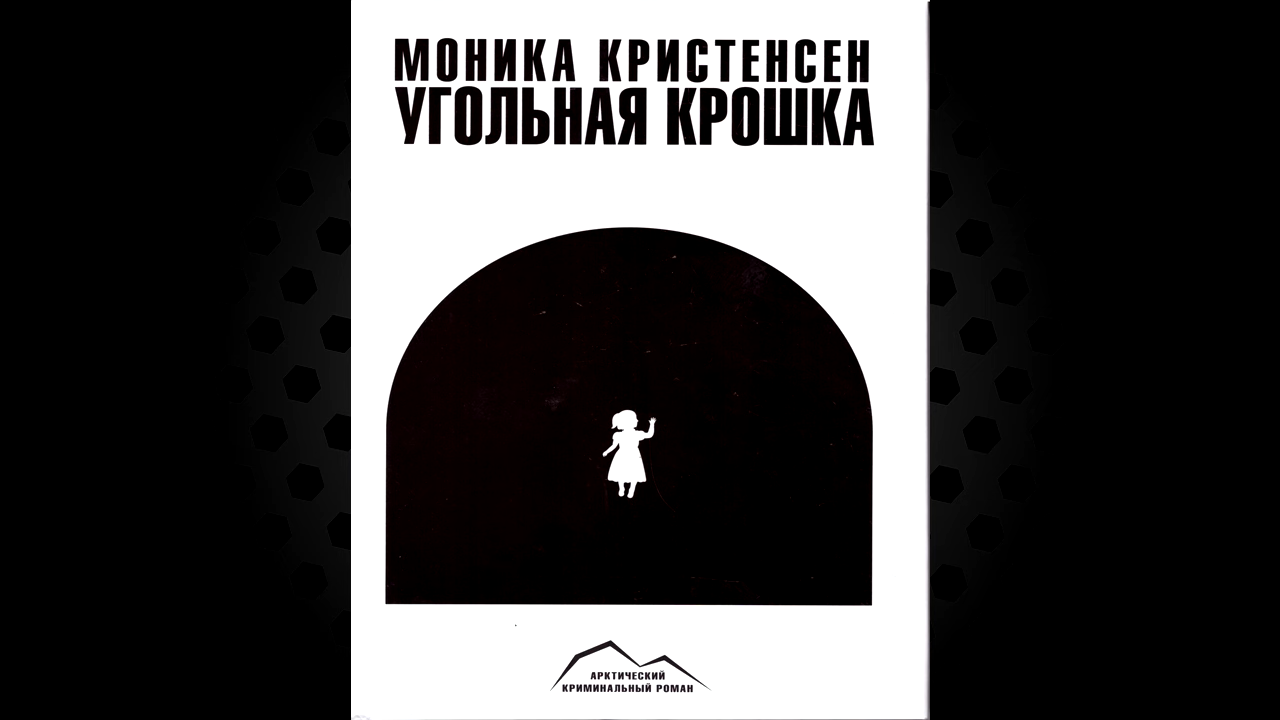 МОНИКА КРИСТЕНСЕН
УГОЛЬНАЯ КРОШКА
АРКТИЧЕСКИЙ
КРИМИНАЛЬНЫЙ РОМАН